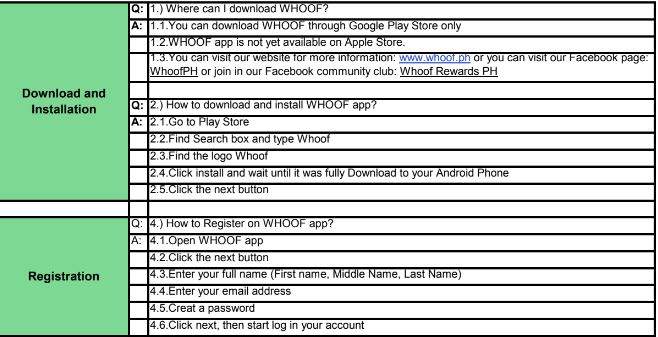 Q: 1.) Where can I download WHOOF?
A: 1.1.You can download WHOOF through Google Play Store only
1.2.WHOOF app is not yet available on Apple Store.
1.3.You can visit our website for more information: www.whoof.ph or you can visit our Facebook page:
WhoofPH or join in our Facebook community club: Whoof Rewards PH
Download and
Installation
Q: 2.) How to download and install WHOOF app?
A: 2.1.Go to Play Store
2.2.Find Search box and type Whoof
2.3.Find the logo Whoof
2.4.Click install and wait until it was fully Download to your Android Phone
2.5.Click the next button
Registration
Q: 4.) How to Register on WHOOF app?
A: 4.1.Open WHOOF app
4.2.Click the next button
4.3.Enter your full name (First name, Middle Name, Last Name)
4.4.Enter your email address
4.5.Creat a password
4.6.Click next, then start log in your account